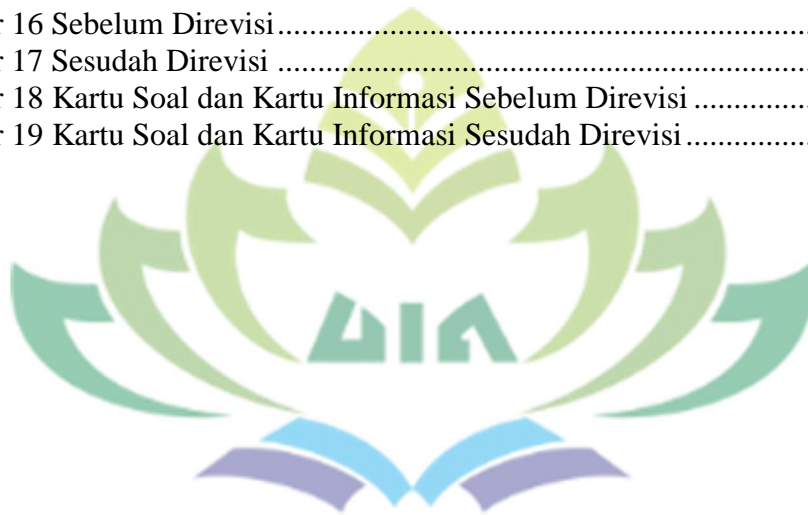 r 16 Sebelum Direvisi................................................................
r 17 Sesudah Direvisi ................................................................
r 18 Kartu Soal dan Kartu Informasi Sebelum Direvisi ...............
r 19 Kartu Soal dan Kartu Informasi Sesudah Direvisi................
UIN